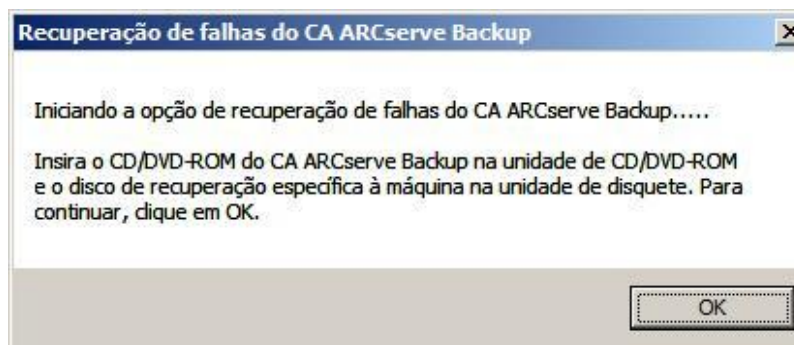 Recuperação de falhas do CA ARCserve Backup
Iniciando a opção de recuperação de falhas do CA ARCserve Backup.....
Insira o CD/DVD-ROM do CA ARCserve Backup na unidade de CD/DVD-ROM
e o disco de recuperação específica à máquina na unidade de disquete. Para
continuar, clique em OK.
OK